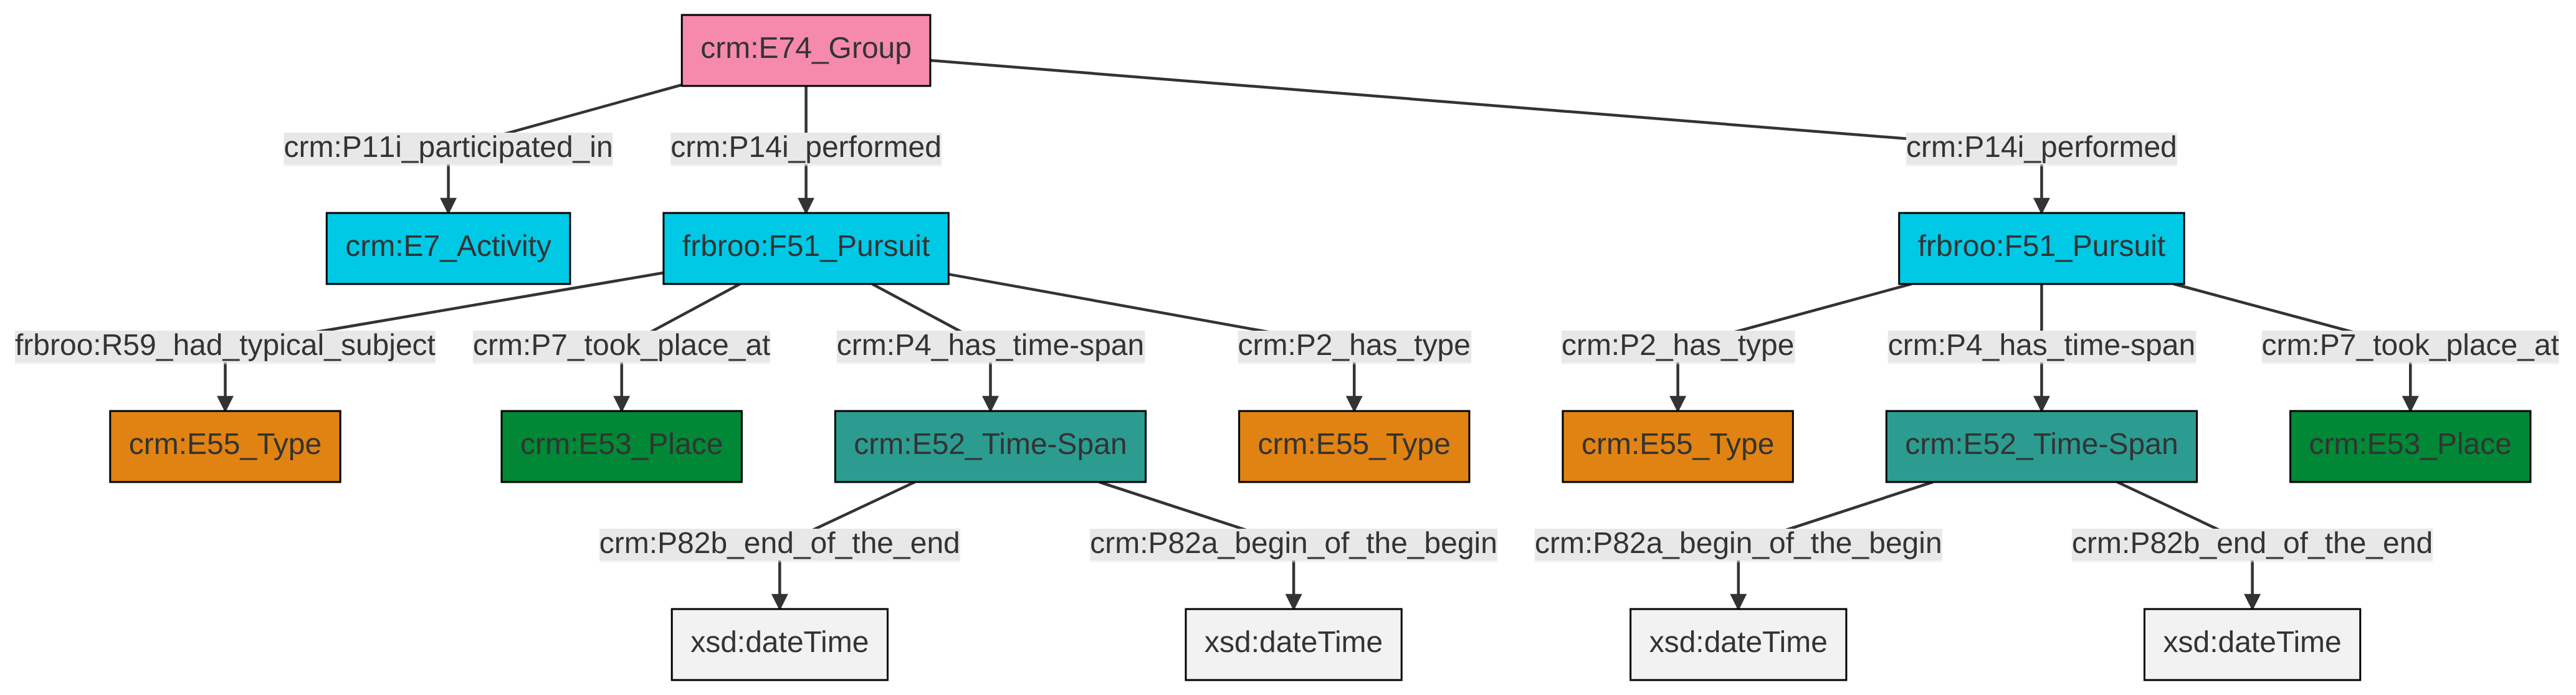 crm:E74_Group
crm:P11i_participated_in
crm:P14i_performed
crm:P14i_performed
crm:E7_Activity
frbroo:F51_Pursuit
frbroo:F51_Pursuit
frbroo:R59_had_typical_subject
crm:P7_took_place_at
crm:P4_has_time-span
crm:P2_has_type
crm:P2_has_type
crm:P4_has_time-span
crm:P7_took_place_at
crm:E55_Type
crm:E53_Place
crm:E52_Time-Span
crm:E55_Type
crm:E55_Type
crm:E52_Time-Span
crm:E53_Place
crm:P82b_end_of_the_end
crm:P82a_begin_of_the_begin
crm:P82a_begin_of_the_begin
crm:P82b_end_of_the_end
xsd:dateTime
xsd:dateTime
xsd:dateTime
xsd:dateTime